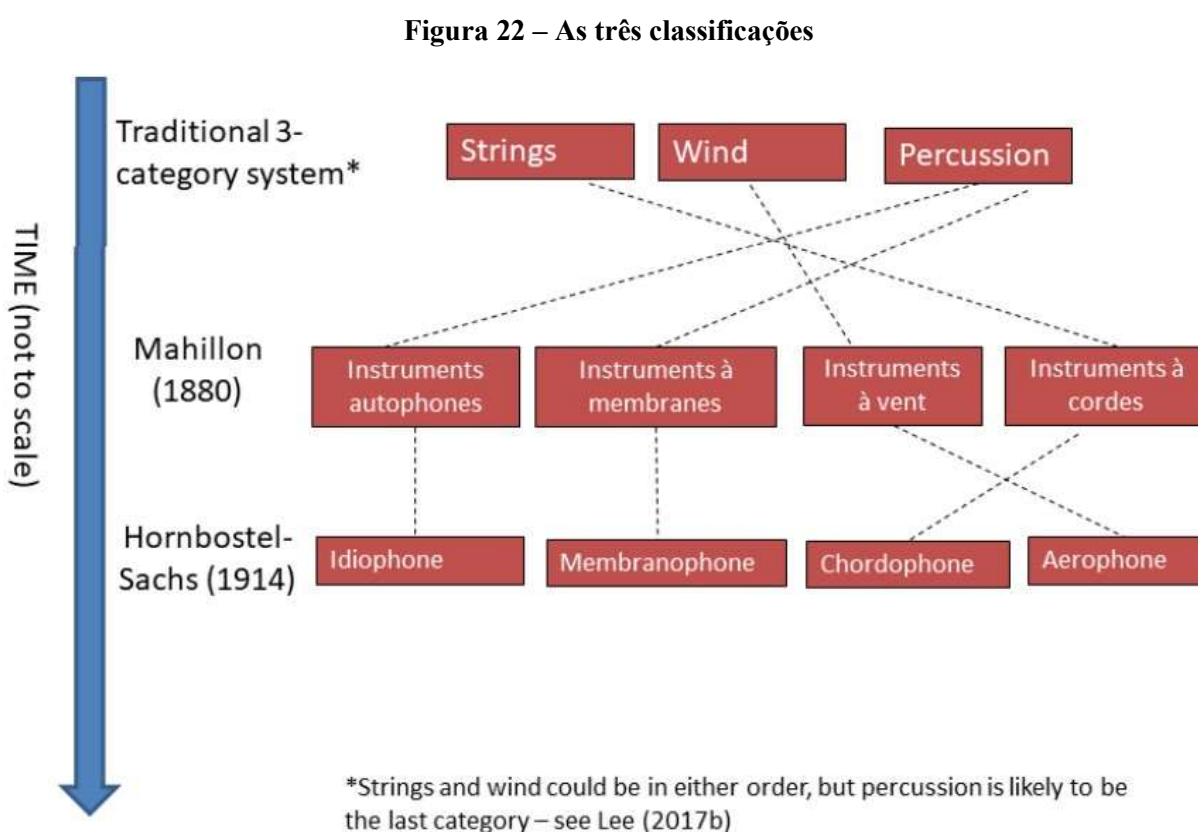 Figura 22 – As três classificações
Traditional 3-
category system*
Strings
Wind
Percussion
TIME (not to scale)
Mahillon
(1880)
Instruments
autophones
Instruments à
membranes
Instruments
à vent
Instruments à
cordes
Hornbostel-
Sachs (1914)
Idiophone
Membranophone
Chordophone
Aerophone
*Strings and wind could be in either order, but percussion is likely to be
the last category – see Lee (2017b)